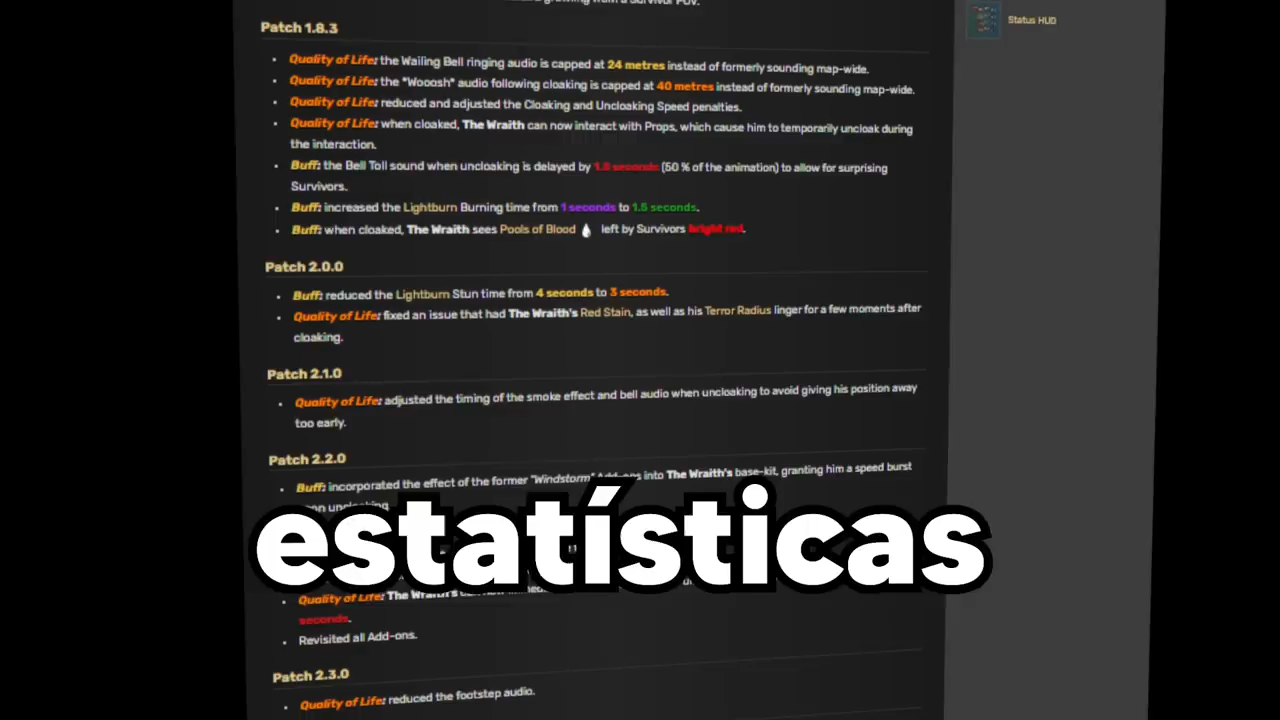 Patch 1.8.3
Status HUD
Quality of Life: the Wailing Bell ringing audio is capped at 24 metres instead of formerly sounding map-wide.
Quality of Life: the *Wooosh* audio following cloaking is capped at 40 metres instead of formerly sounding map-wide.
Quality of Life: reduced and adjusted the Cloaking and Uncloaking Speed penalties.
Quality of Life: when cloaked, The Wraith can now interact with Props, which cause him to temporarily uncloak during
the interaction.
Buff: the Bell Toll sound when uncloaking is delayed by 1.5 seconds (50 % of the animation) to allow for surprising
Survivors.
Buff: increased the Lightburn Burning time from 1 seconds to 1.5 seconds.
Buff: when cloaked, The Wraith sees Pools of Blood left by Survivors bright red.
Patch 2.0.0
Buff: reduced the Lightburn Stun time from 4 seconds to 3 seconds.
Quality of Life: fixed an issue that had The Wraith's Red Stain, as well as his Terror Radius linger for a few moments after
cloaking.
Patch 2.1.0
Quality of Life: adjusted the timing of the smoke effect and bell audio when uncloaking to avoid giving his position away
too early.
Patch 2.2.0
Buff: incorporated the effect of the former "Windstorm" Add-ons into The Wraith's base-kit, granting him a speed burst
estatísticas
Quality of Life: The Wraith's
seconds.
Revisited all Add-ons.
Patch 2.3.0
Quality of Life: reduced the footstep audio.